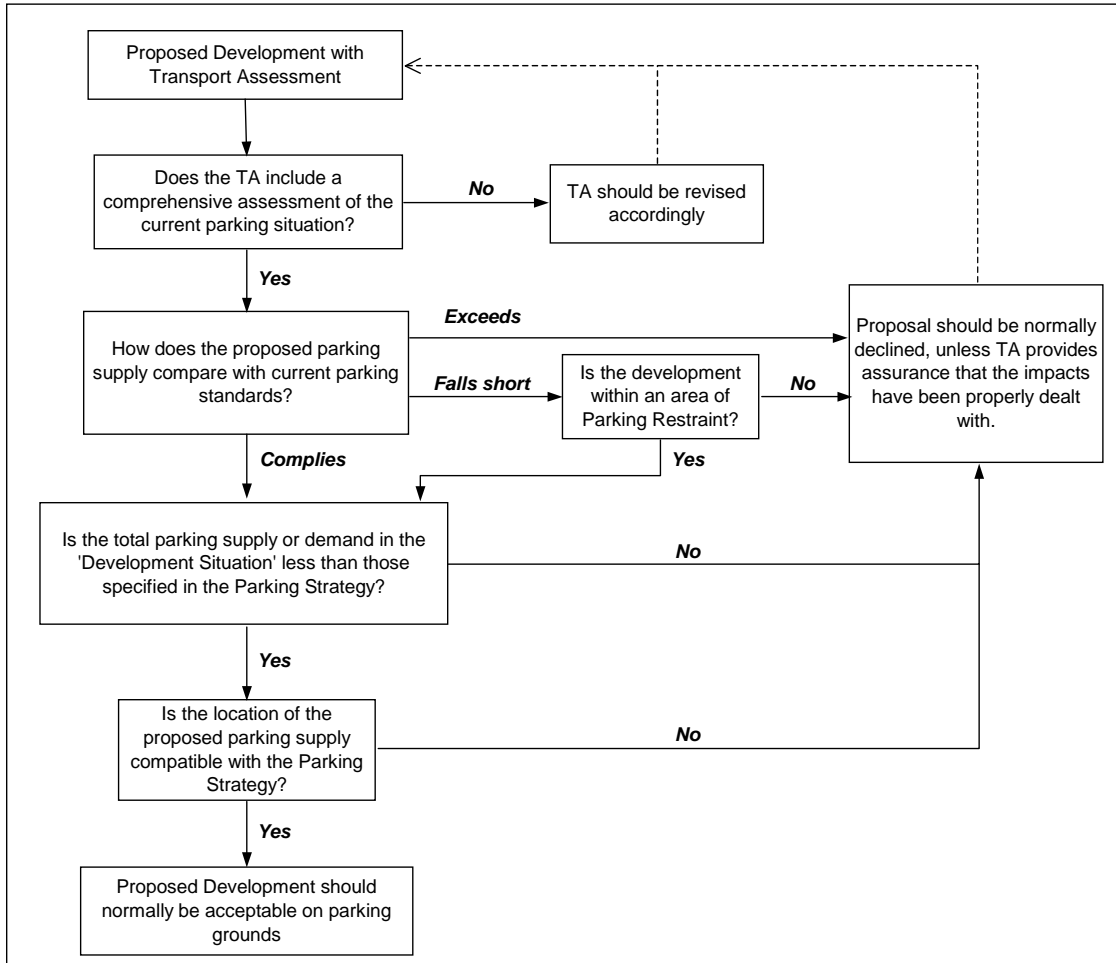 Proposed Development with
Transport Assessment
Does the TA include a
comprehensive assessment of the
current parking situation?
No
TA should be revised
accordingly
Yes
How does the proposed parking
supply compare with current parking
standards?
Exceeds
Falls short
Is the development
within an area of
Parking Restraint?
No
Proposal should be normally
declined, unless TA provides
assurance that the impacts
have been properly dealt
with.
Complies
Yes
Is the total parking supply or demand in the
'Development Situation' less than those
specified in the Parking Strategy?
No
Yes
Is the location of the
proposed parking supply
compatible with the Parking
Strategy?
No
Yes
Proposed Development should
normally be acceptable on parking
grounds